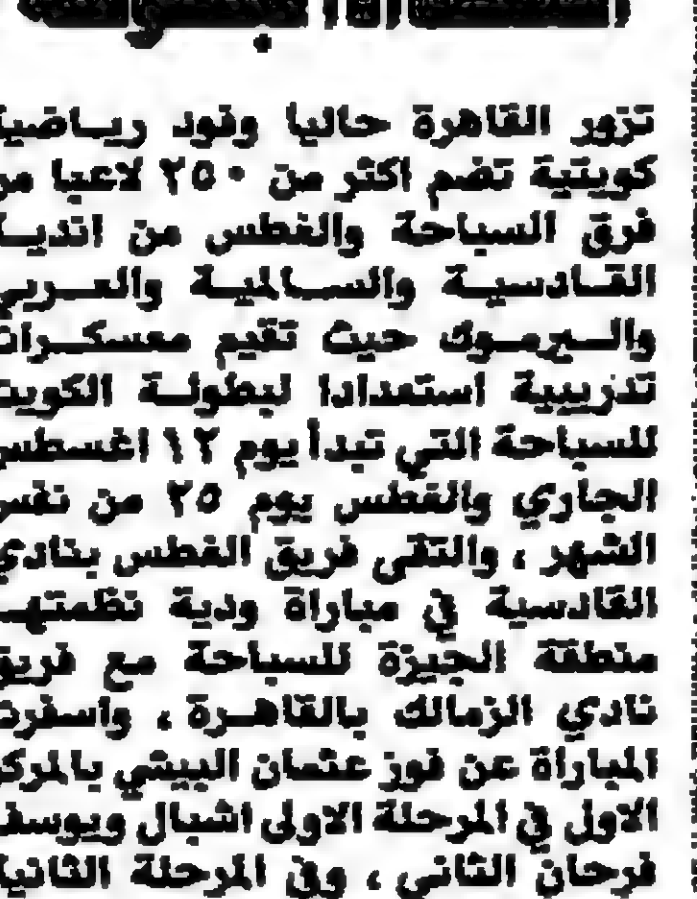 تزور القاهرة حاليا وفود رياضية
كويتية تضم اكثر من ٢٥٠ لاعبا من
فرق السباحة والغطس من اندية
القادسية والسالمية والعربي
واليرموك حيث تقيم معسكرات
تدريبية استعدادا لبطولة الكويت
للسباحة التي تبدأ يوم ١٢ اغسطس
الجاري والغطس يوم ٢٥ من نفس
الشهر ، والتقى فريق الغطس بنادي
القادسية في مباراة ودية نظمتها
منطقة الجيزة للسباحة مع فريق
نادي الزمالك بالقاهرة ، واسفرت
المباراة عن فوز عثمان البيشي بالمركز
الاول في المرحلة الاولى اشبال ويوسف
فرحان الثاني ، وفي المرحلة الثانية